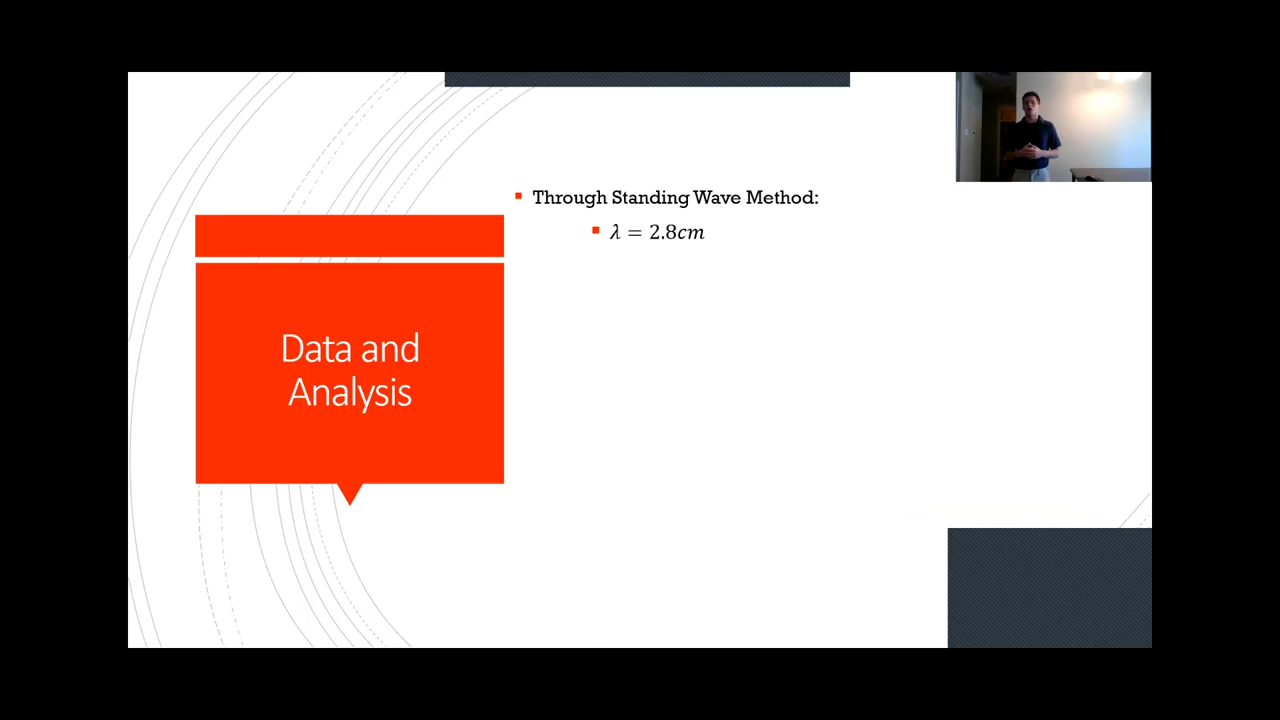 Through Standing Wave Method:
λ = 2.8cm
Data and
Analysis